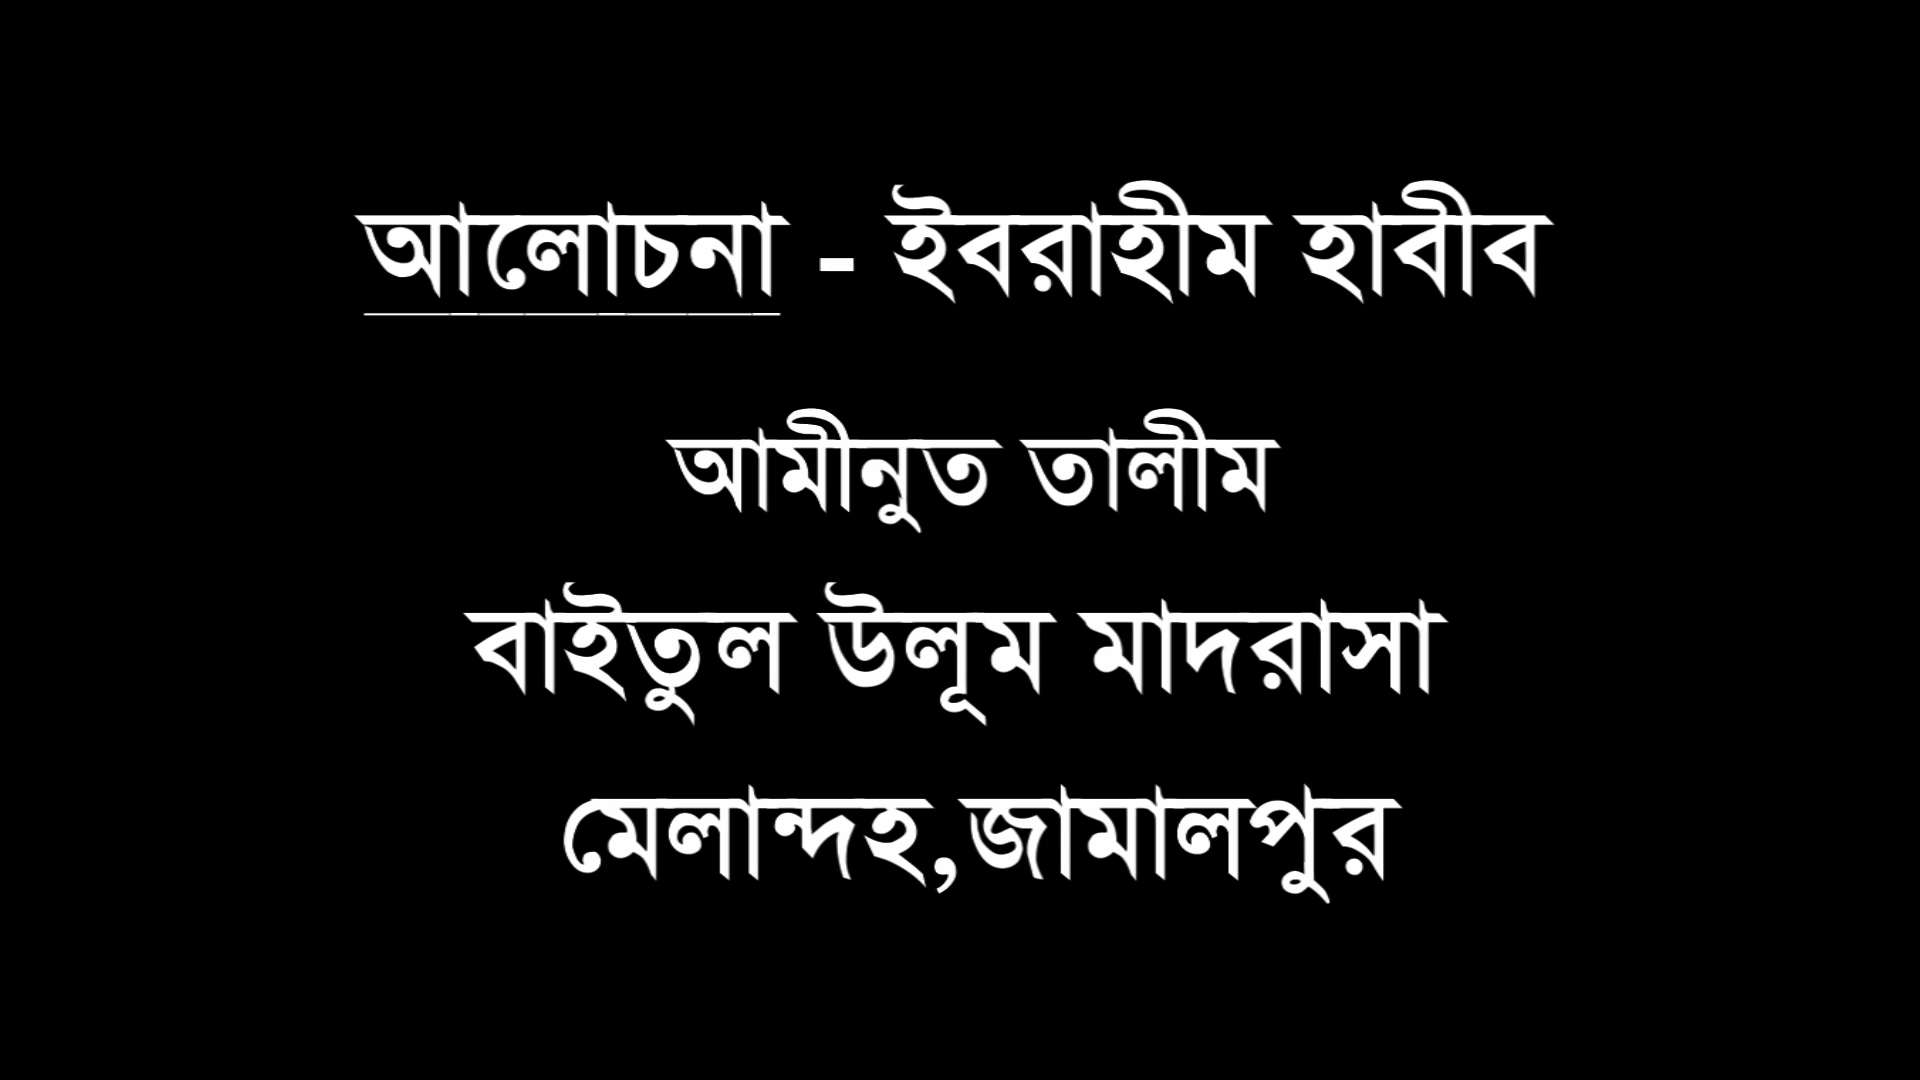 আলোচনা - ইবরাহীম হাবীব
আমীনুত তালীম
বাইতুল উলূম মাদরাসা
মেলান্দহ,জামালপুর